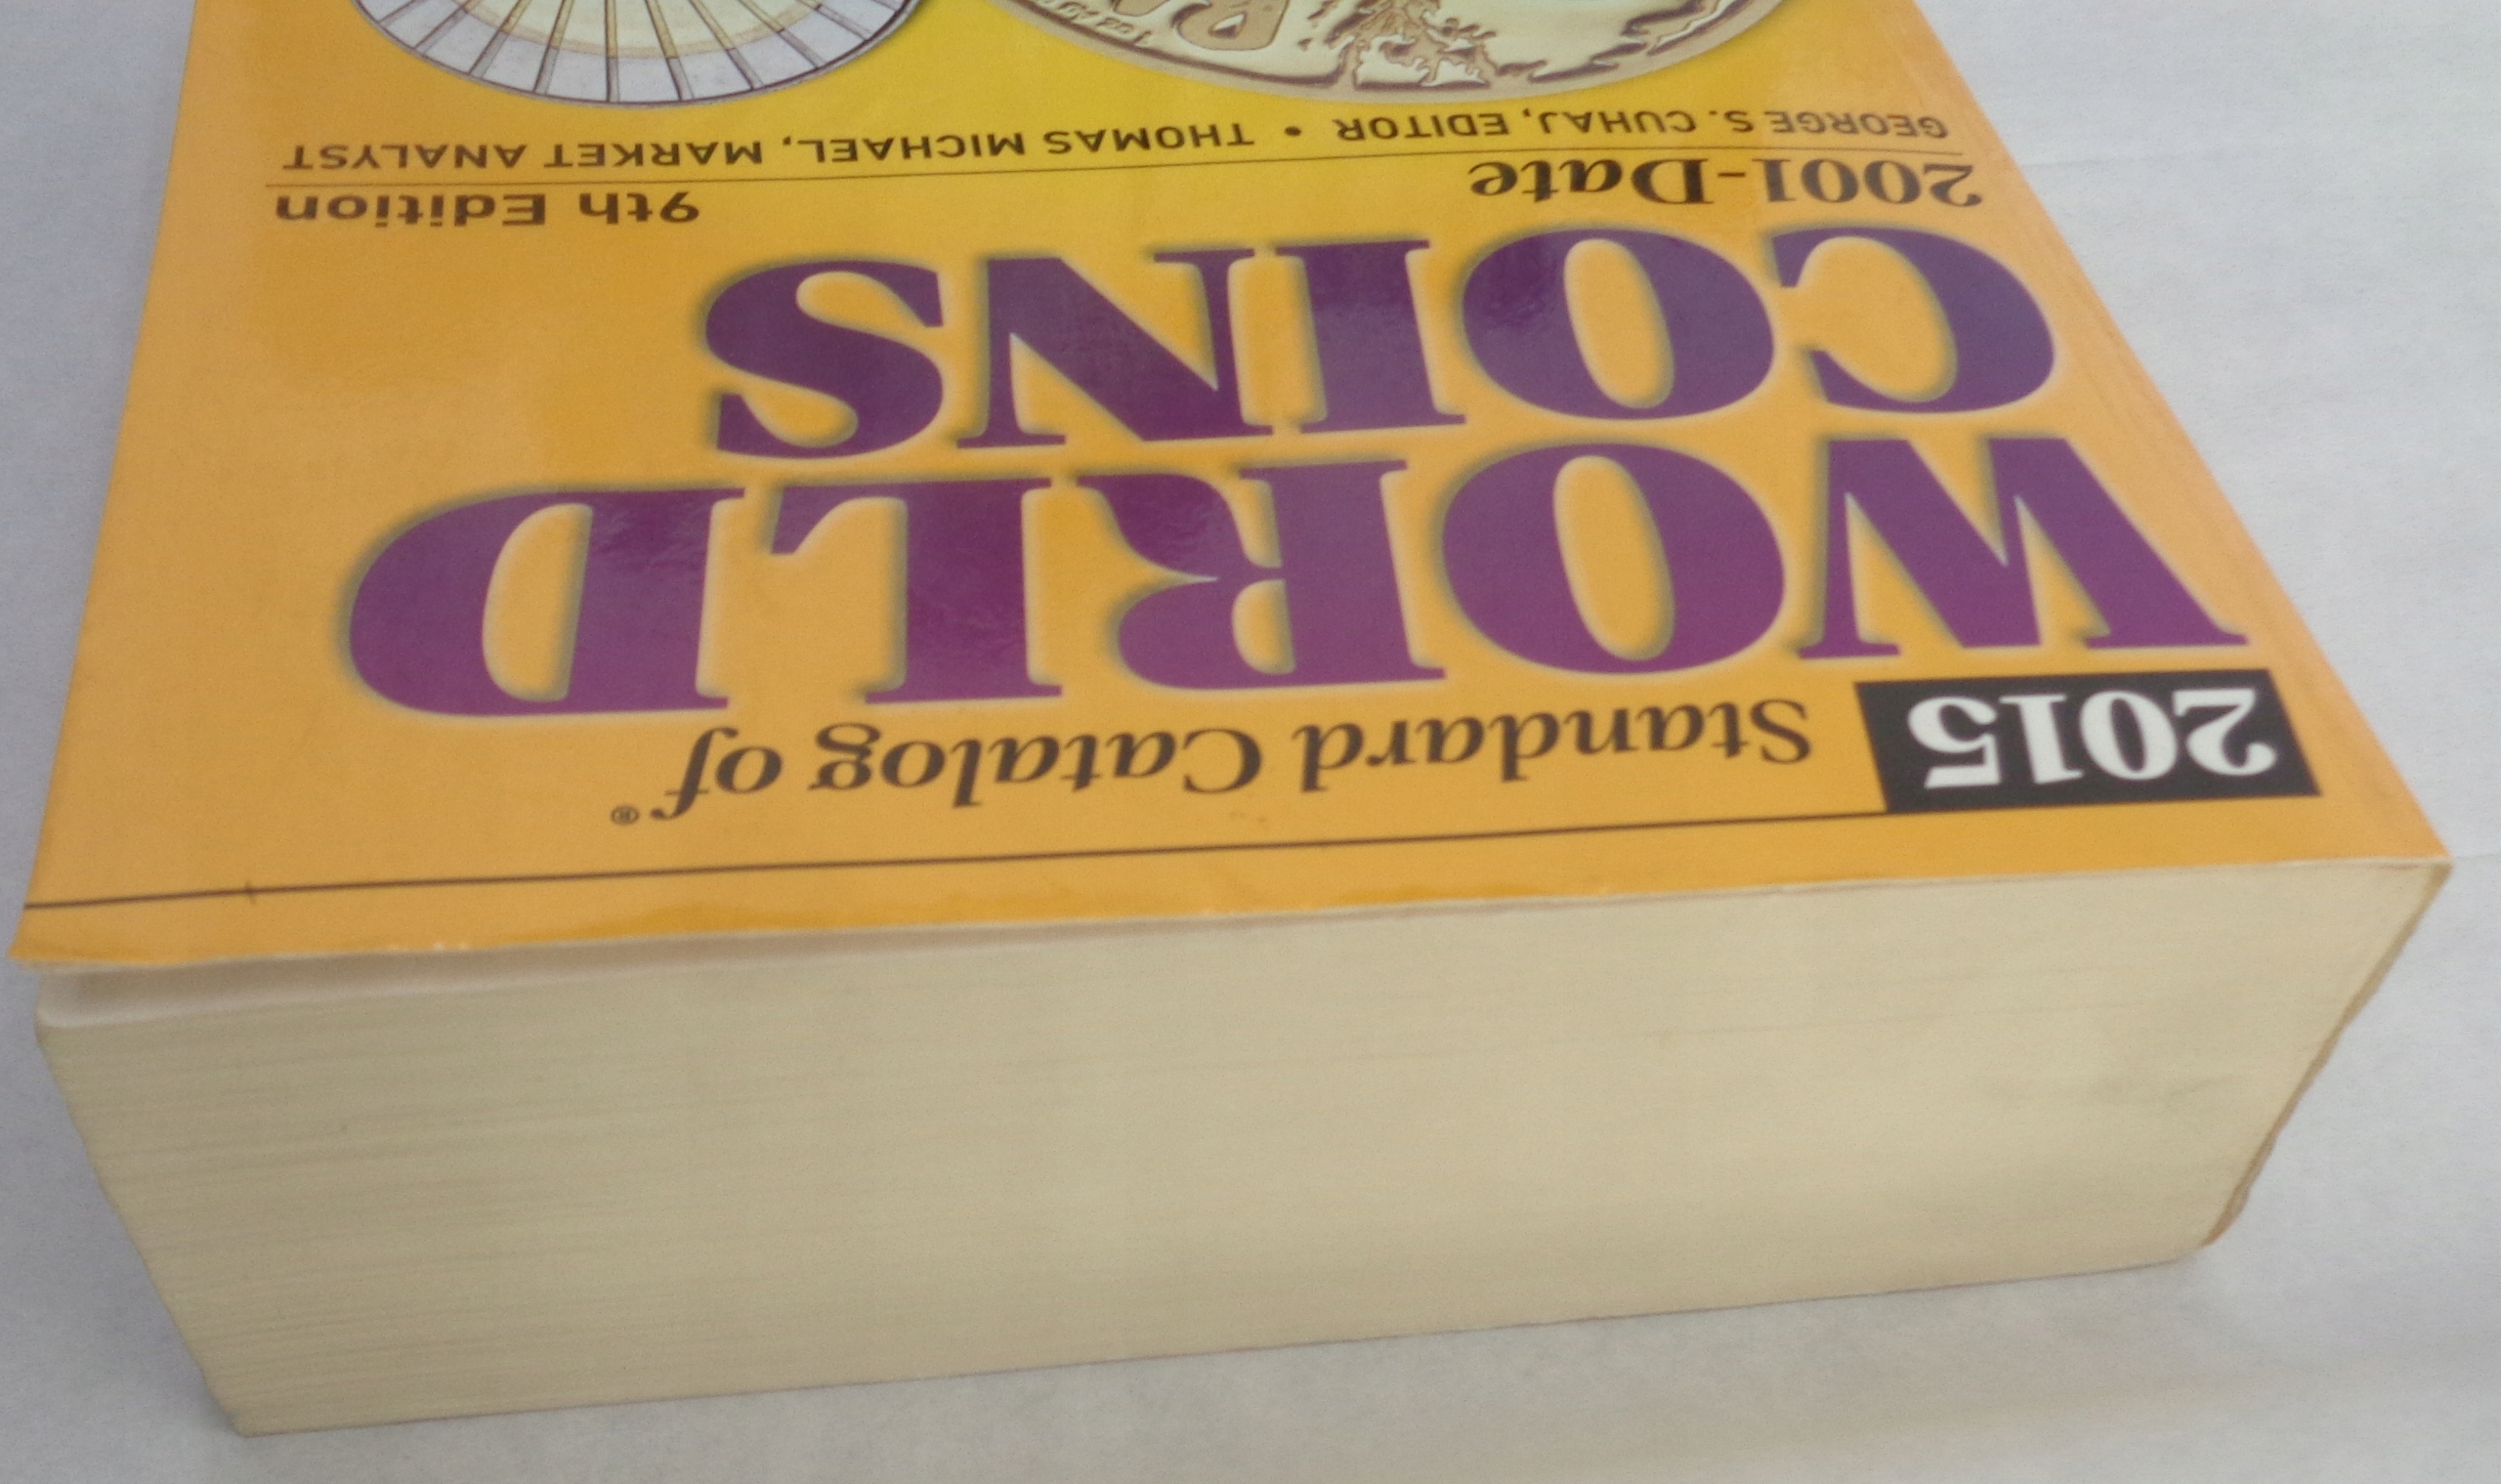 2015 Standard Catalog of®
WORLD
COINS
2001-Date 9th Edition
GEORGE S. CUHAJ, EDITOR • THOMAS MICHAEL, MARKET ANALYST